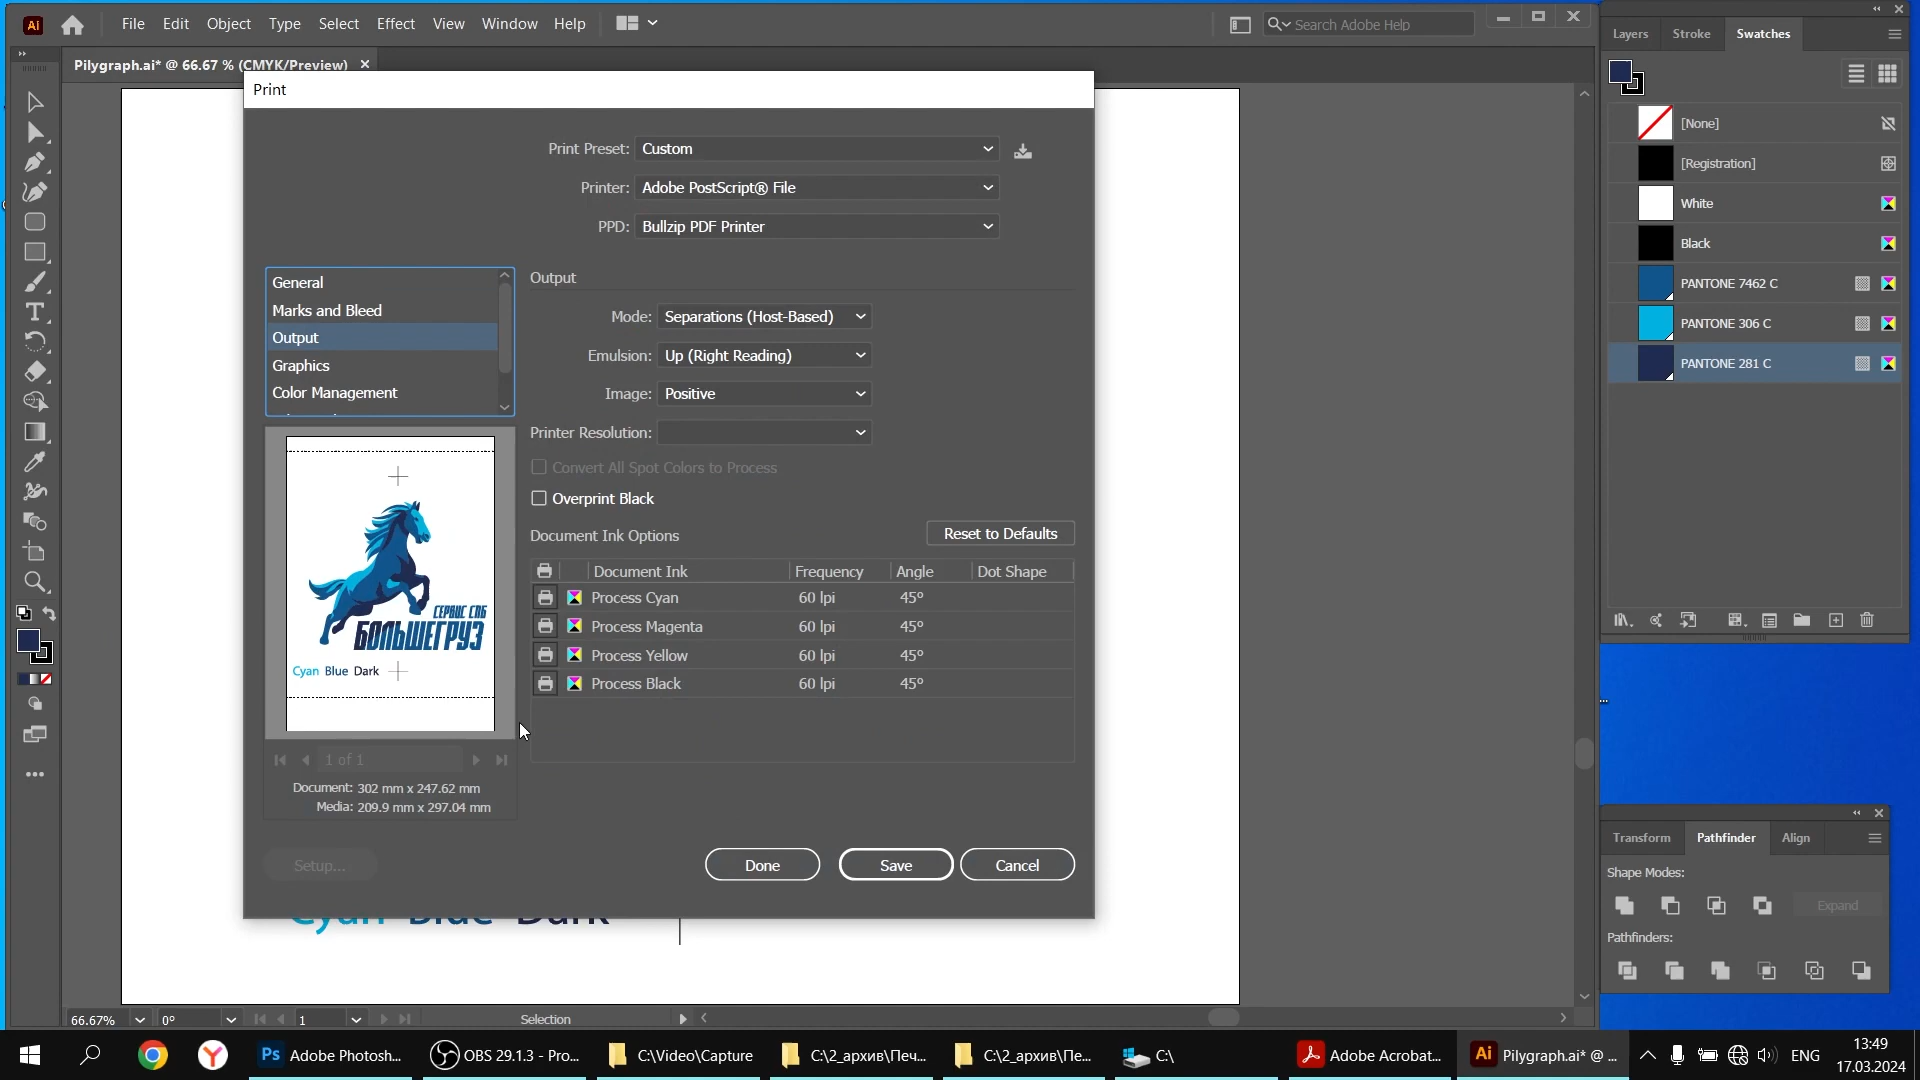 Ai File Edit Object Type Select Effect View Window Help Search Adobe Help
Pilygraph.ai* @ 66.67 % (CMYK/Preview) ×
Print
Print Preset: Custom
Printer: Adobe PostScript® File
PPD: Bullzip PDF Printer
General
Marks and Bleed
Output
Graphics
Color Management
Output
Mode: Separations (Host-Based)
Emulsion: Up (Right Reading)
Image: Positive
Printer Resolution:
Convert All Spot Colors to Process
Overprint Black
Document Ink Options Reset to Defaults
Document Ink Frequency Angle Dot Shape
Process Cyan 60 lpi 45°
Process Magenta 60 lpi 45°
Process Yellow 60 lpi 45°
Process Black 60 lpi 45°
СЕРВИС СПБ
БОЛЬШЕГРУЗ
Cyan Blue Dark
1 of 1
Document: 302 mm x 247.62 mm
Media: 209.9 mm x 297.04 mm
Setup... Done Save Cancel
Cyan Blue Dark
66.67% 0° 1 Selection
Layers Stroke Swatches
[None]
[Registration]
White
Black
PANTONE 7462 C
PANTONE 306 C
PANTONE 281 C
Transform Pathfinder Align
Shape Modes:
Expand
Pathfinders:
Ps Adobe Photosh... OBS 29.1.3 - Pro... C:\Video\Capture C:\2_архив\Печ... C:\2_архив\Пе... C:\ Adobe Acrobat... Ai Pilygraph.ai* @ ... ENG 13:49
17.03.2024